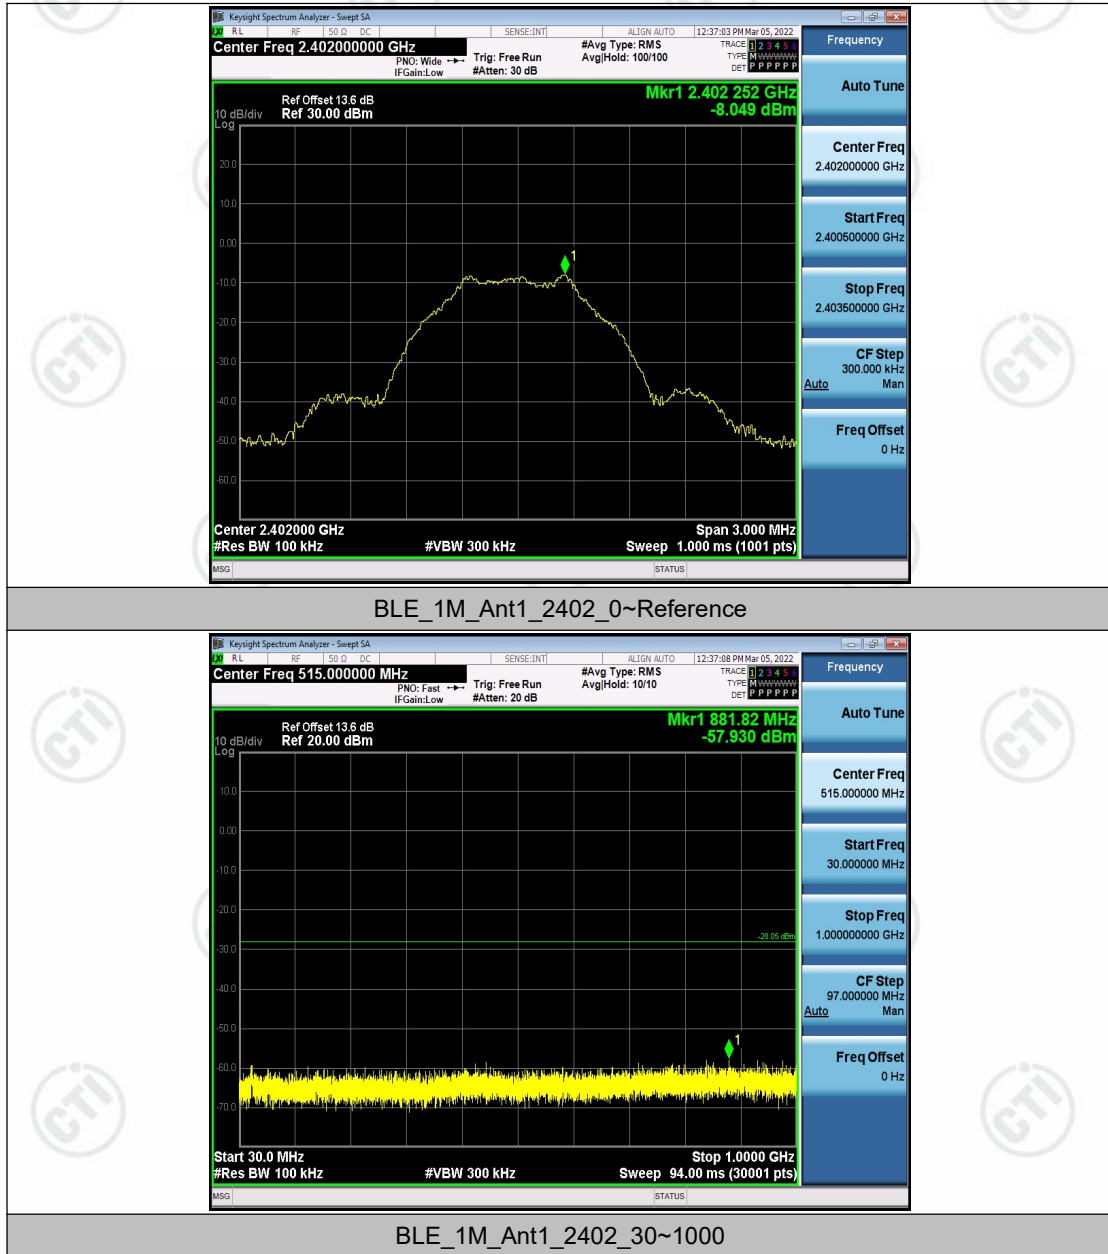 Keysight Spectrum Analyzer - Swept SA
LXI RL RF 50 Ω DC SENSE:INT ALIGN AUTO 12:37:03 PM Mar 05, 2022
Center Freq 2.402000000 GHz #Avg Type: RMS TRACE 1 2 3 4 5 6
PNO: Wide Trig: Free Run Avg|Hold: 100/100 TYPE M WWWWW
IFGain:Low #Atten: 30 dB DET P P P P P P
Mkr1 2.402 252 GHz
Ref Offset 13.6 dB
10 dB/div Ref 30.00 dBm -8.049 dBm
Log
20.0
10.0
0.00
1
-10.0
-20.0
-30.0
-40.0
-50.0
-60.0
Center 2.402000 GHz Span 3.000 MHz
#Res BW 100 kHz #VBW 300 kHz Sweep 1.000 ms (1001 pts)
MSG STATUS
Frequency
Auto Tune
Center Freq
2.402000000 GHz
Start Freq
2.400500000 GHz
Stop Freq
2.403500000 GHz
CF Step
300.000 kHz
Auto Man
Freq Offset
0 Hz
BLE_1M_Ant1_2402_0~Reference
Keysight Spectrum Analyzer - Swept SA
LXI RL RF 50 Ω DC SENSE:INT ALIGN AUTO 12:37:08 PM Mar 05, 2022
Center Freq 515.000000 MHz #Avg Type: RMS TRACE 1 2 3 4 5 6
PNO: Fast Trig: Free Run Avg|Hold: 10/10 TYPE M WWWWW
IFGain:Low #Atten: 20 dB DET P P P P P P
Mkr1 881.82 MHz
Ref Offset 13.6 dB
10 dB/div Ref 20.00 dBm -57.930 dBm
Log
10.0
0.00
-10.0
-20.0
-28.05 dBm
-30.0
-40.0
-50.0
1
-60.0
-70.0
Start 30.0 MHz Stop 1.0000 GHz
#Res BW 100 kHz #VBW 300 kHz Sweep 94.00 ms (30001 pts)
MSG STATUS
Frequency
Auto Tune
Center Freq
515.000000 MHz
Start Freq
30.000000 MHz
Stop Freq
1.000000000 GHz
CF Step
97.000000 MHz
Auto Man
Freq Offset
0 Hz
BLE_1M_Ant1_2402_30~1000
CTI
CTI
CTI
CTI
CTI
CTI